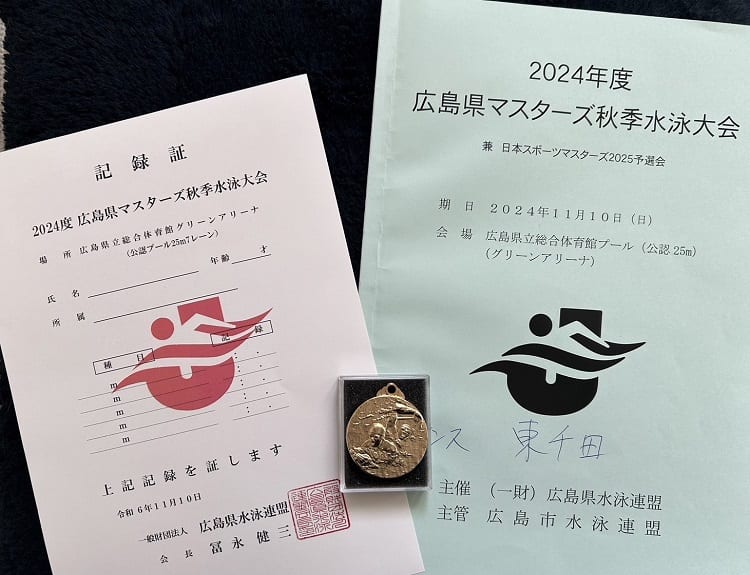 記録証
2024度 広島県マスターズ秋季水泳大会
場所 広島県立総合体育館グリーンアリーナ
(公認プール25m7レーン)
氏名 年齢 才
所属
種目 記録
m
m
m
m
m
上記記録を証します
令和6年11月10日
一般財団法人 広島県水泳連盟
会長 冨永健三
2024年度
広島県マスターズ秋季水泳大会
兼 日本スポーツマスターズ2025予選会
期日 2024年11月10日(日)
会場 広島県立総合体育館プール(公認25m)
(グリーンアリーナ)
ンス 東千田
主催 (一財)広島県水泳連盟
主管 広島市水泳連盟